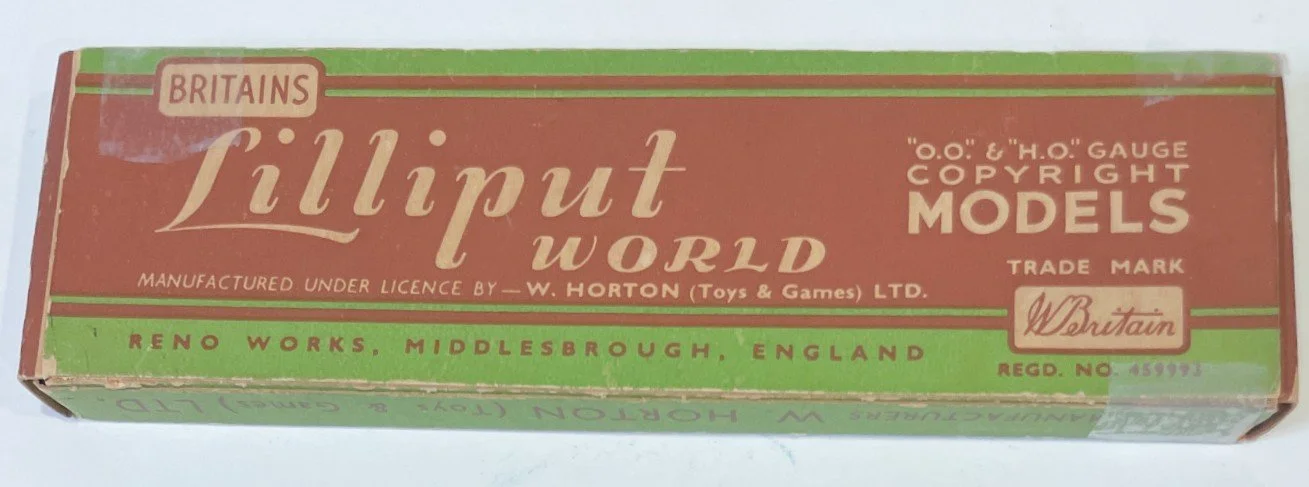 BRITAINS
Lilliput
WORLD
"O.O." & "H.O." GAUGE
COPYRIGHT
MODELS
TRADE MARK
W Britain
REGD. NO. 459993
MANUFACTURED UNDER LICENCE BY — W. HORTON (Toys & Games) LTD.
RENO WORKS, MIDDLESBROUGH, ENGLAND
MANUFACTURERS W. HORTON (Toys & Games) LTD.